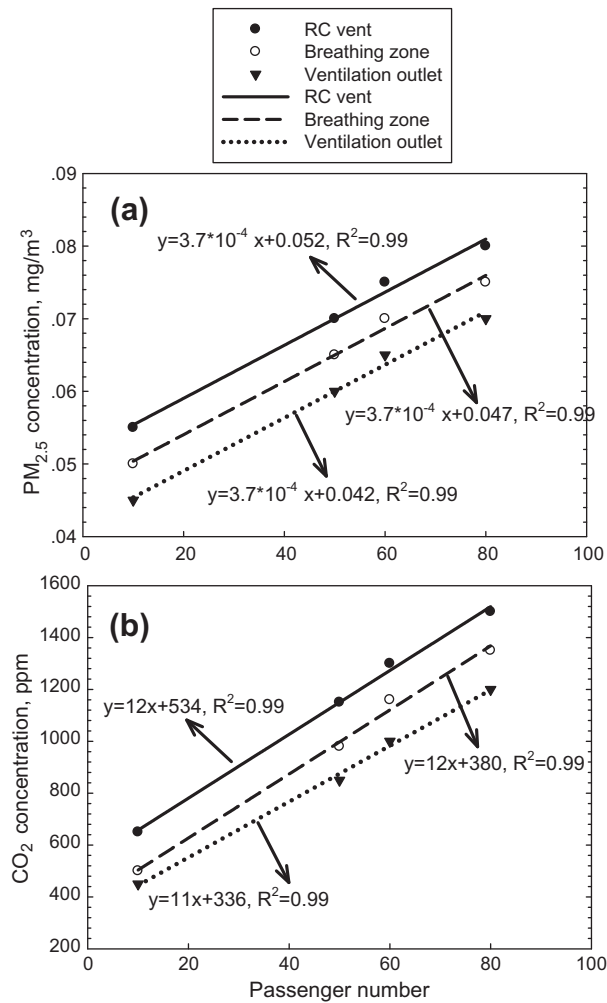 RC vent
Breathing zone
Ventilation outlet
RC vent
Breathing zone
Ventilation outlet
.09
(a)
y=3.7*10⁻⁴ x+0.052, R²=0.99
.08
.07
.06
y=3.7*10⁻⁴ x+0.047, R²=0.99
.05
y=3.7*10⁻⁴ x+0.042, R²=0.99
.04
PM₂.₅ concentration, mg/m³
0 20 40 60 80 100
1600
(b)
1400
1200
y=12x+534, R²=0.99
1000
y=12x+380, R²=0.99
800
600
400
y=11x+336, R²=0.99
200
CO₂ concentration, ppm
0 20 40 60 80 100
Passenger number